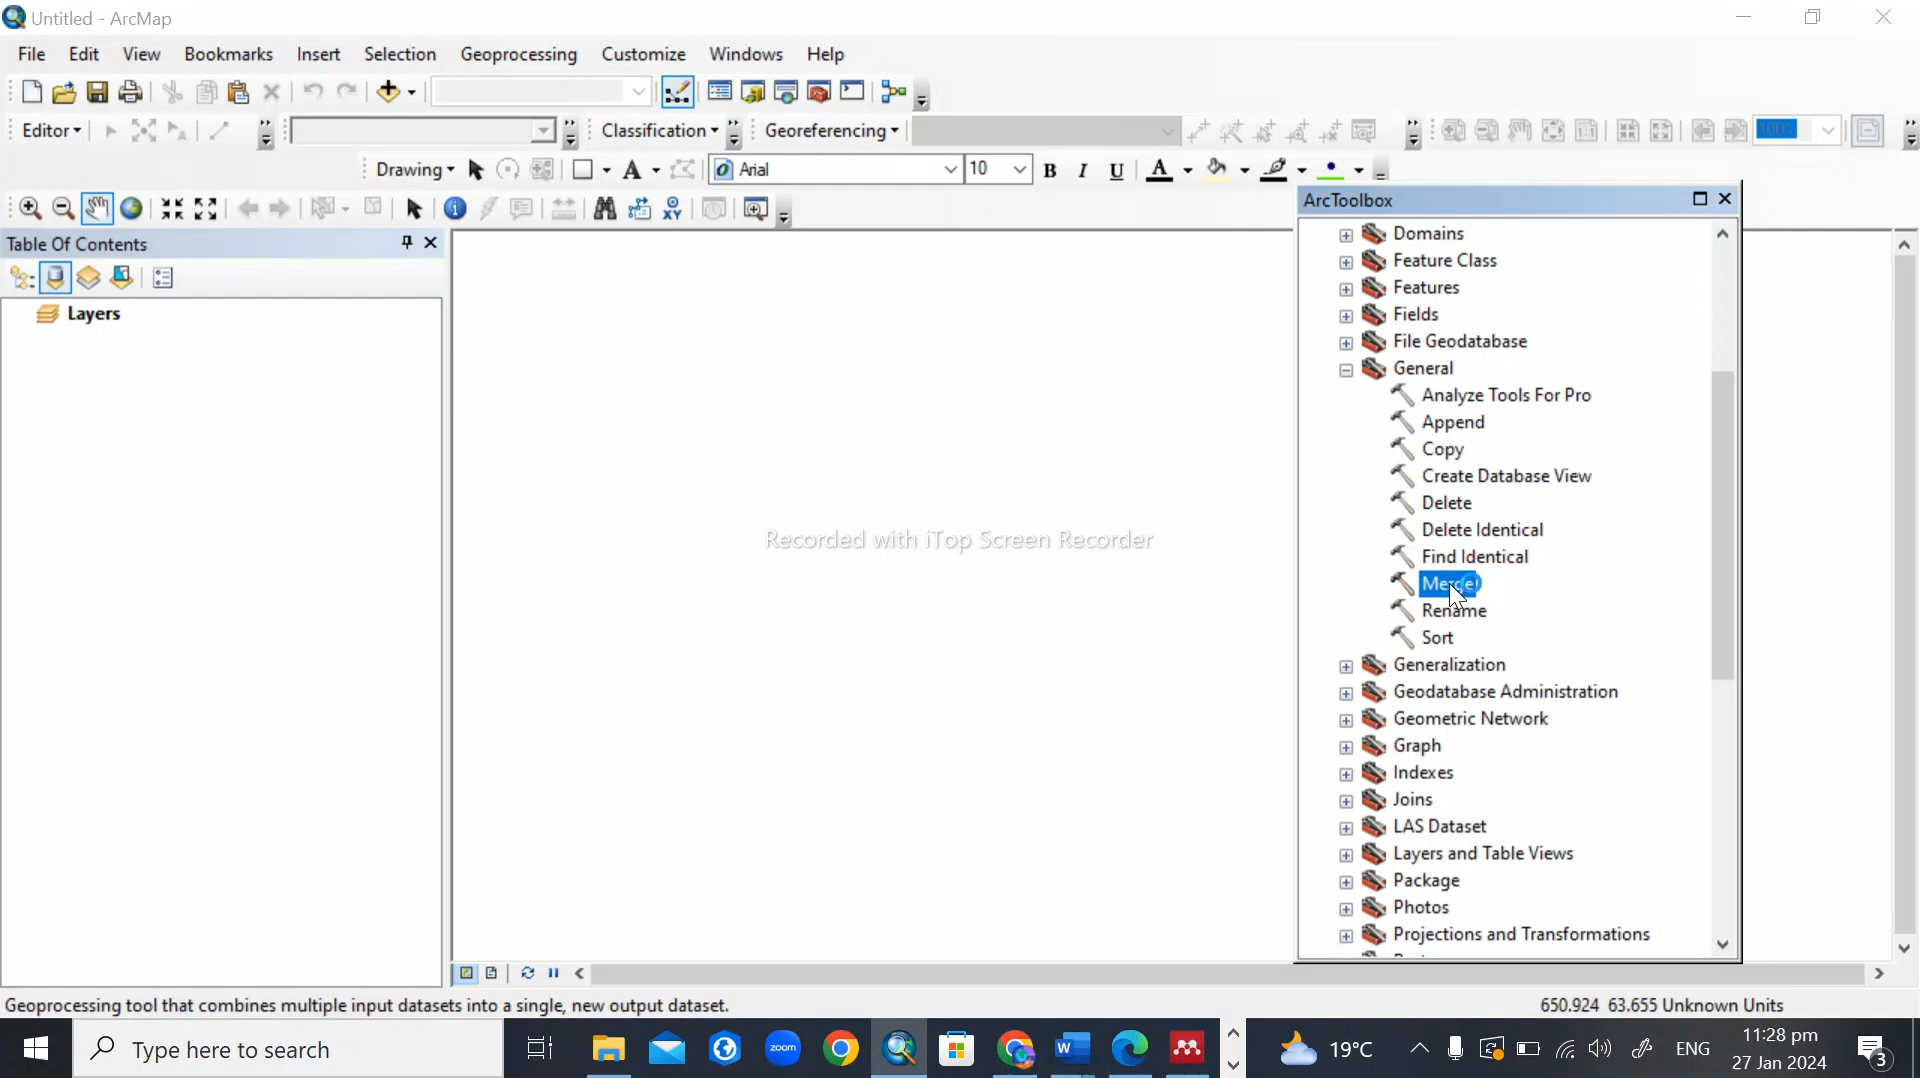 Untitled - ArcMap
File Edit View Bookmarks Insert Selection Geoprocessing Customize Windows Help
Editor Classification Georeferencing 100%
Drawing A Arial 10 B I U A
XY
Table Of Contents
Layers
ArcToolbox
Domains
Feature Class
Features
Fields
File Geodatabase
General
Analyze Tools For Pro
Append
Copy
Create Database View
Delete
Delete Identical
Find Identical
Merge
Rename
Sort
Generalization
Geodatabase Administration
Geometric Network
Graph
Indexes
Joins
LAS Dataset
Layers and Table Views
Package
Photos
Projections and Transformations
Recorded with iTop Screen Recorder
Geoprocessing tool that combines multiple input datasets into a single, new output dataset.
650.924 63.655 Unknown Units
Type here to search
zoom
W
19°C
ENG
11:28 pm
27 Jan 2024
3